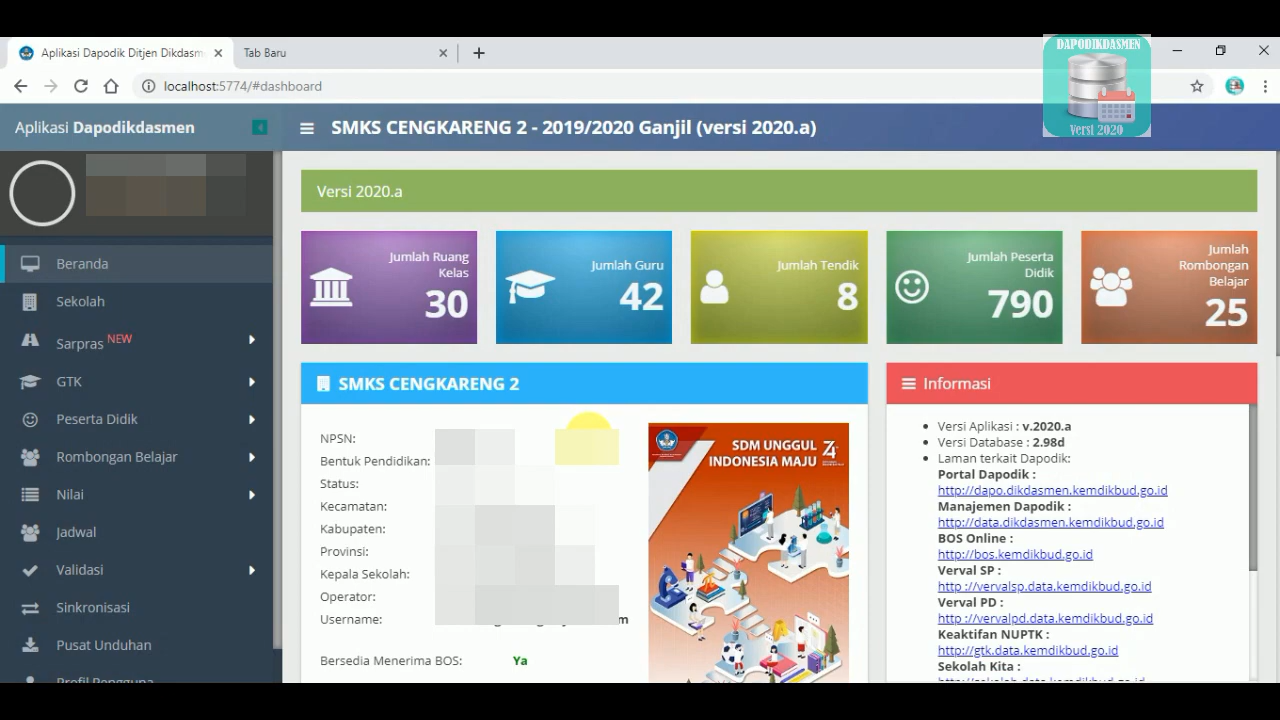 Aplikasi Dapodik Ditjen Dikdasm
Tab Baru
DAPODIKDASMEN
Versi 2020
localhost:5774/#dashboard
Aplikasi Dapodikdasmen
SMKS CENGKARENG 2 - 2019/2020 Ganjil (versi 2020.a)
Versi 2020.a
Beranda
Sekolah
Sarpras NEW
GTK
Peserta Didik
Rombongan Belajar
Nilai
Jadwal
Validasi
Sinkronisasi
Pusat Unduhan
Profil Pengguna
Jumlah Ruang
Kelas
30
Jumlah Guru
42
Jumlah Tendik
8
Jumlah Peserta
Didik
790
Jumlah
Rombongan
Belajar
25
SMKS CENGKARENG 2
NPSN:
Bentuk Pendidikan:
Status:
Kecamatan:
Kabupaten:
Provinsi:
Kepala Sekolah:
Operator:
Username:
Bersedia Menerima BOS: Ya
SDM UNGGUL
INDONESIA MAJU
Informasi
Versi Aplikasi : v.2020.a
Versi Database : 2.98d
Laman terkait Dapodik:
Portal Dapodik :
http://dapo.dikdasmen.kemdikbud.go.id
Manajemen Dapodik :
http://data.dikdasmen.kemdikbud.go.id
BOS Online :
http://bos.kemdikbud.go.id
Verval SP :
http ://vervalsp.data.kemdikbud.go.id
Verval PD :
http://vervalpd.data.kemdikbud.go.id
Keaktifan NUPTK :
http://gtk.data.kemdikbud.go.id
Sekolah Kita :